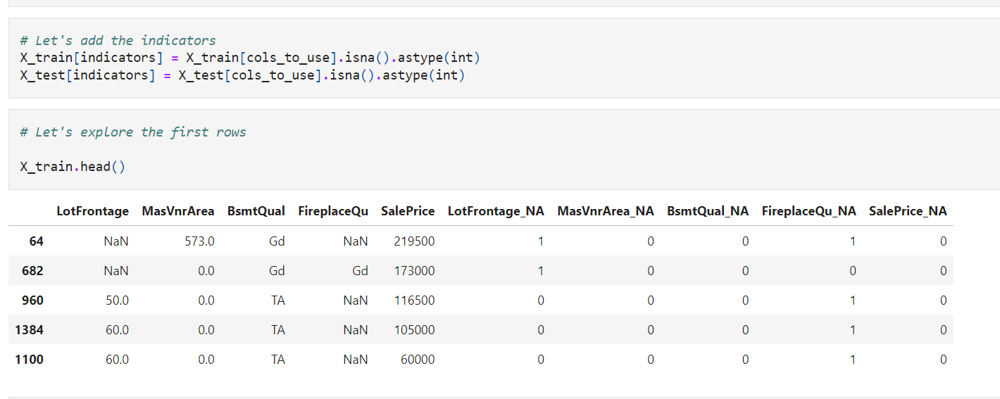 # Let's add the indicators
X_train[indicators] = X_train[cols_to_use].isna().astype(int)
X_test[indicators] = X_test[cols_to_use].isna().astype(int)
# Let's explore the first rows
X_train.head()
LotFrontage MasVnrArea BsmtQual FireplaceQu SalePrice LotFrontage_NA MasVnrArea_NA BsmtQual_NA FireplaceQu_NA SalePrice_NA
64 NaN 573.0 Gd NaN 219500 1 0 0 1 0
682 NaN 0.0 Gd Gd 173000 1 0 0 0 0
960 50.0 0.0 TA NaN 116500 0 0 0 1 0
1384 60.0 0.0 TA NaN 105000 0 0 0 1 0
1100 60.0 0.0 TA NaN 60000 0 0 0 1 0